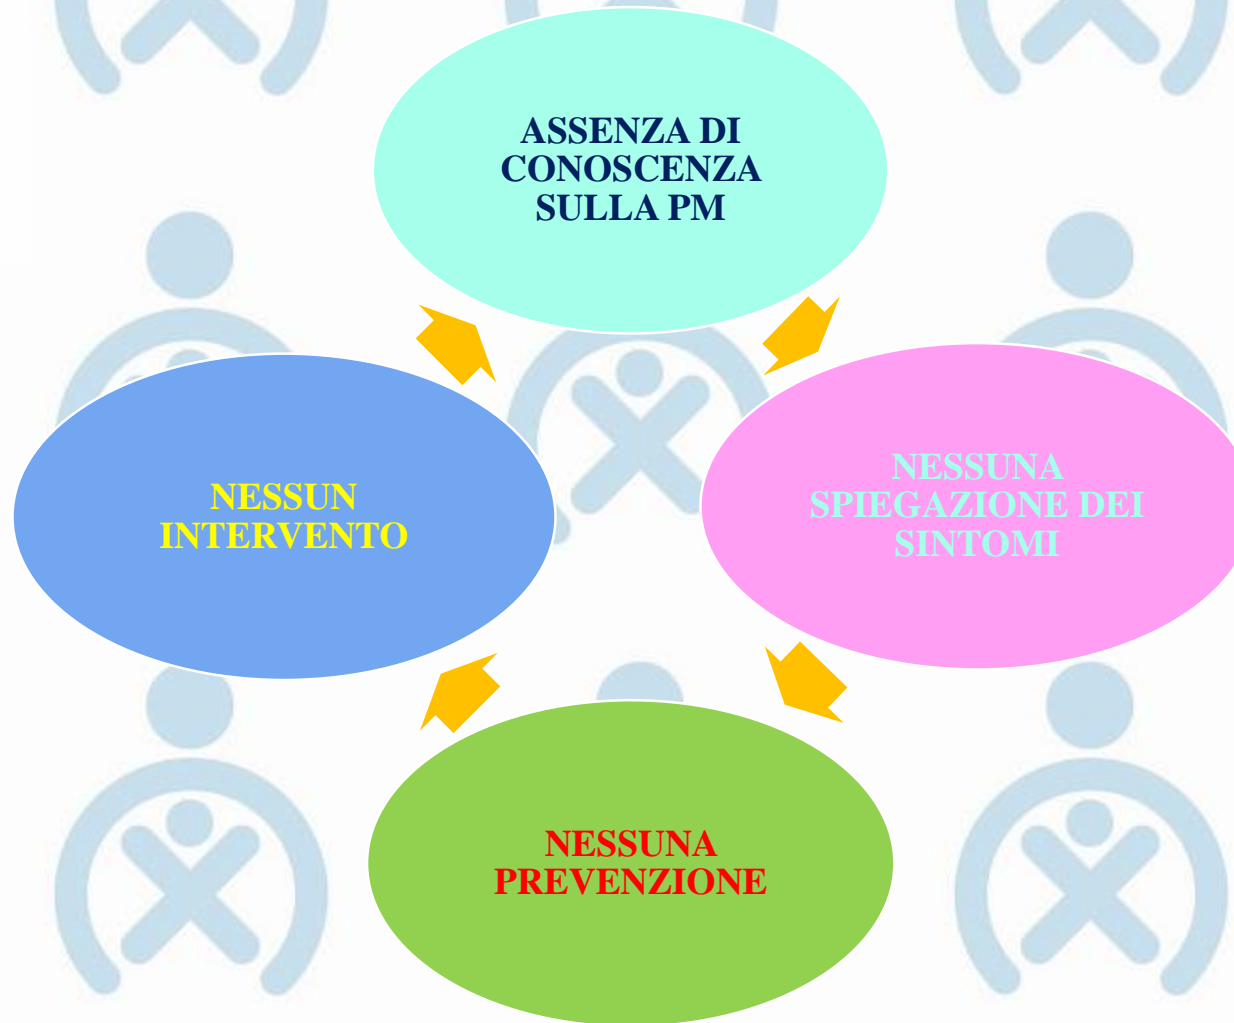 ASSENZA DI
CONOSCENZA
SULLA PM
NESSUN
INTERVENTO
NESSUNA
SPIEGAZIONE DEI
SINTOMI
NESSUNA
PREVENZIONE